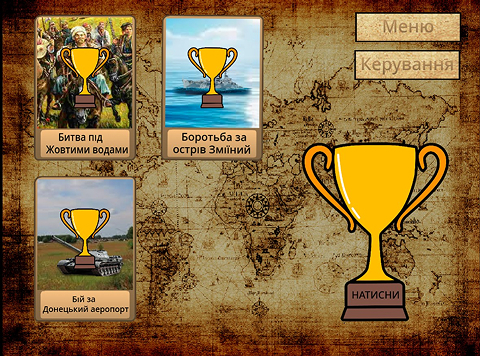 Меню
Керування
Битва під
Жовтими водами
Боротьба за
острів Зміїний
Бій за
Донецький аеропорт
НАТИСНИ